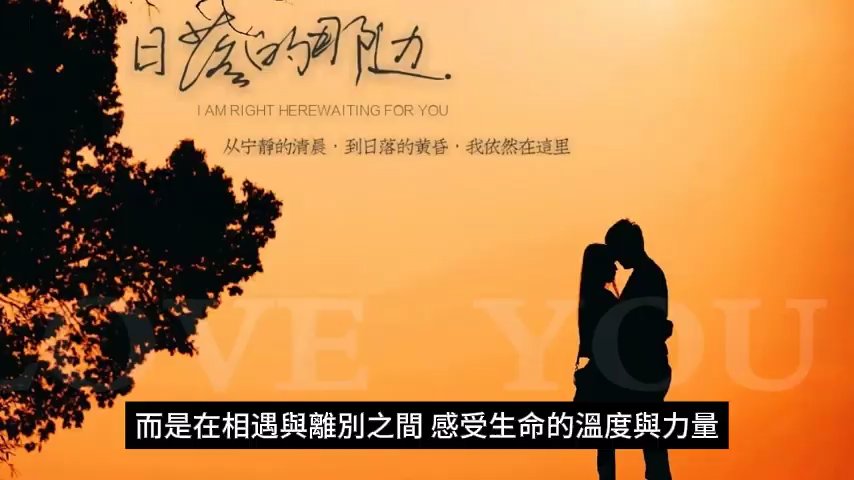 日落的那边.
I AM RIGHT HEREWAITING FOR YOU
从宁靜的清晨，到日落的黄昏，我依然在這里
LOVE YOU
而是在相遇與離別之間 感受生命的溫度與力量